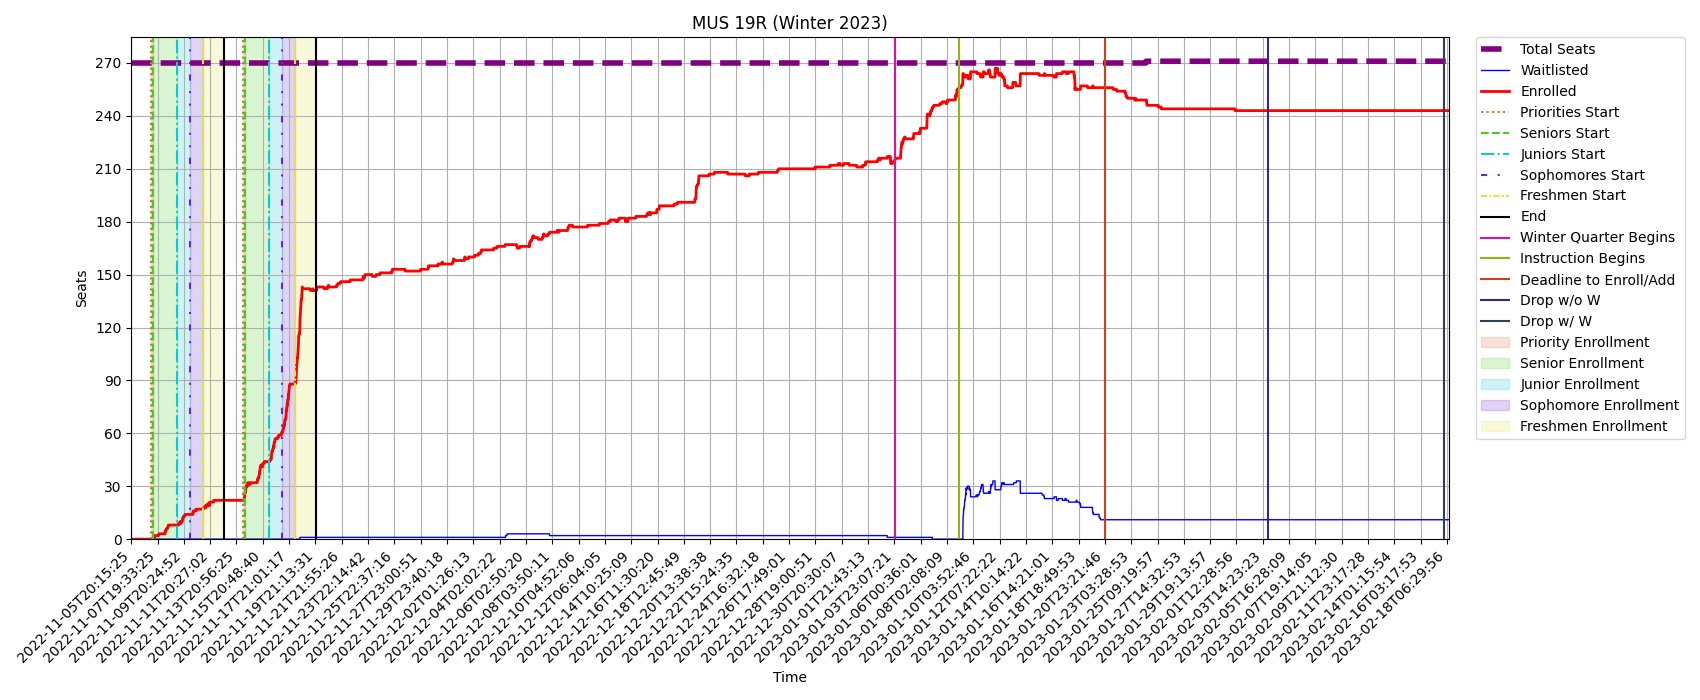 MUS 19R (Winter 2023)
Seats
270
240
210
180
150
120
90
60
30
0
2022-11-05T20:15:25
2022-11-07T19:33:25
2022-11-09T20:24:52
2022-11-11T20:27:02
2022-11-13T20:56:25
2022-11-15T20:48:40
2022-11-17T21:01:17
2022-11-19T21:13:31
2022-11-21T21:55:26
2022-11-23T22:14:42
2022-11-25T22:37:16
2022-11-27T23:00:51
2022-11-29T23:40:18
2022-12-02T01:26:13
2022-12-04T02:02:22
2022-12-06T02:50:20
2022-12-08T03:50:11
2022-12-10T04:52:06
2022-12-12T06:04:05
2022-12-14T10:25:09
2022-12-16T11:30:20
2022-12-18T12:45:49
2022-12-20T13:38:38
2022-12-22T15:24:35
2022-12-24T16:32:18
2022-12-26T17:49:01
2022-12-28T19:00:51
2022-12-30T20:30:07
2023-01-01T21:43:13
2023-01-03T23:07:21
2023-01-06T00:36:01
2023-01-08T02:08:09
2023-01-10T03:52:46
2023-01-12T07:22:22
2023-01-14T10:14:22
2023-01-16T14:21:01
2023-01-18T18:49:53
2023-01-20T23:21:46
2023-01-23T03:28:53
2023-01-25T09:19:57
2023-01-27T14:32:53
2023-01-29T19:13:57
2023-02-01T12:28:56
2023-02-03T14:23:23
2023-02-05T16:28:09
2023-02-07T19:14:05
2023-02-09T21:12:30
2023-02-11T23:17:28
2023-02-14T01:15:54
2023-02-16T03:17:53
2023-02-18T06:29:56
Time
Total Seats
Waitlisted
Enrolled
Priorities Start
Seniors Start
Juniors Start
Sophomores Start
Freshmen Start
End
Winter Quarter Begins
Instruction Begins
Deadline to Enroll/Add
Drop w/o W
Drop w/ W
Priority Enrollment
Senior Enrollment
Junior Enrollment
Sophomore Enrollment
Freshmen Enrollment